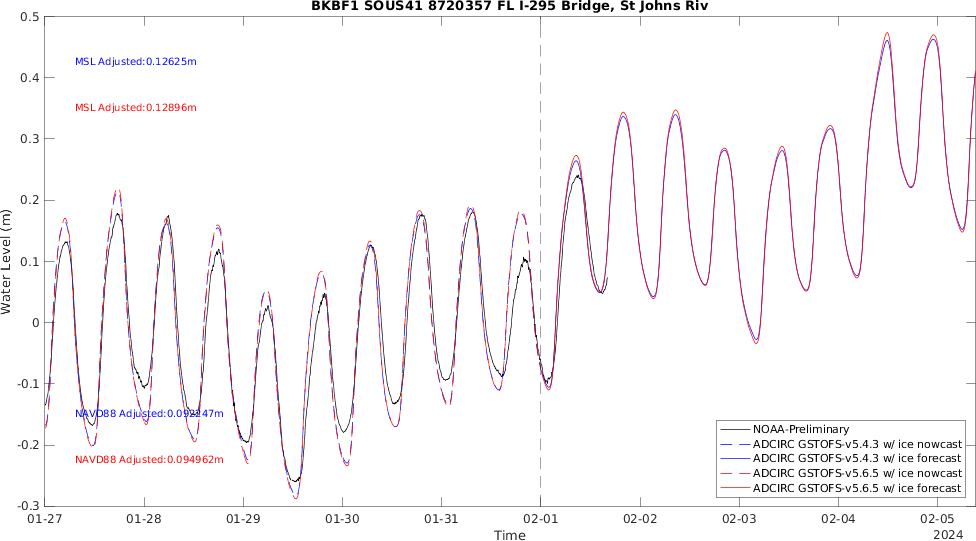 BKBF1 SOUS41 8720357 FL I-295 Bridge, St Johns Riv
0.5
MSL Adjusted:0.12625m
0.4
MSL Adjusted:0.12896m
0.3
0.2
Water Level (m)
0.1
0
-0.1
NAVD88 Adjusted:0.092247m
-0.2
NAVD88 Adjusted:0.094962m
-0.3
NOAA-Preliminary
ADCIRC GSTOFS-v5.4.3 w/ ice nowcast
ADCIRC GSTOFS-v5.4.3 w/ ice forecast
ADCIRC GSTOFS-v5.6.5 w/ ice nowcast
ADCIRC GSTOFS-v5.6.5 w/ ice forecast
01-27 01-28 01-29 01-30 01-31 02-01 02-02 02-03 02-04 02-05
Time
2024